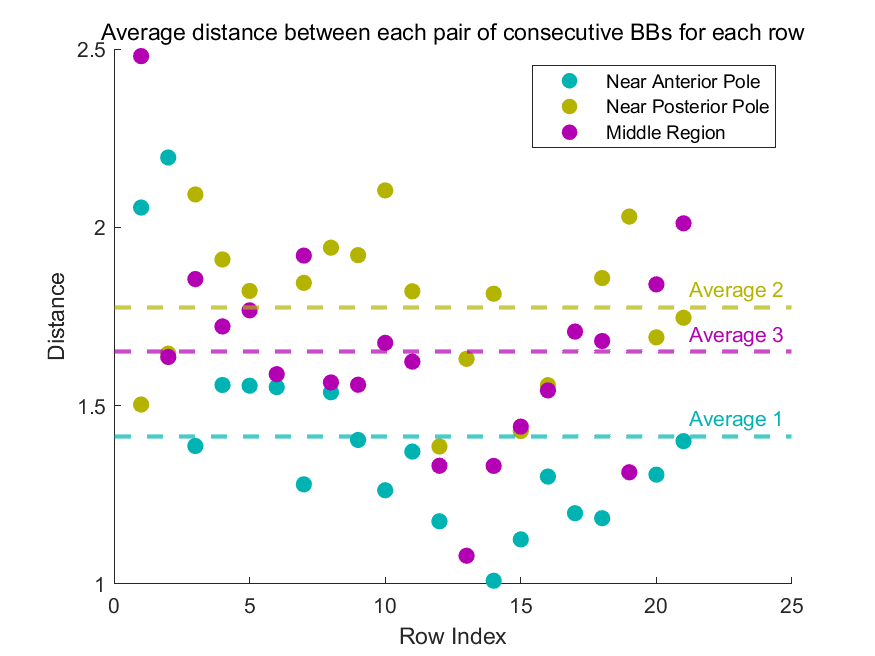 Average distance between each pair of consecutive BBs for each row
Near Anterior Pole
Near Posterior Pole
Middle Region
Average 2
Average 3
Average 1
Distance
2.5
2
1.5
1
0
5
10
15
20
25
Row Index